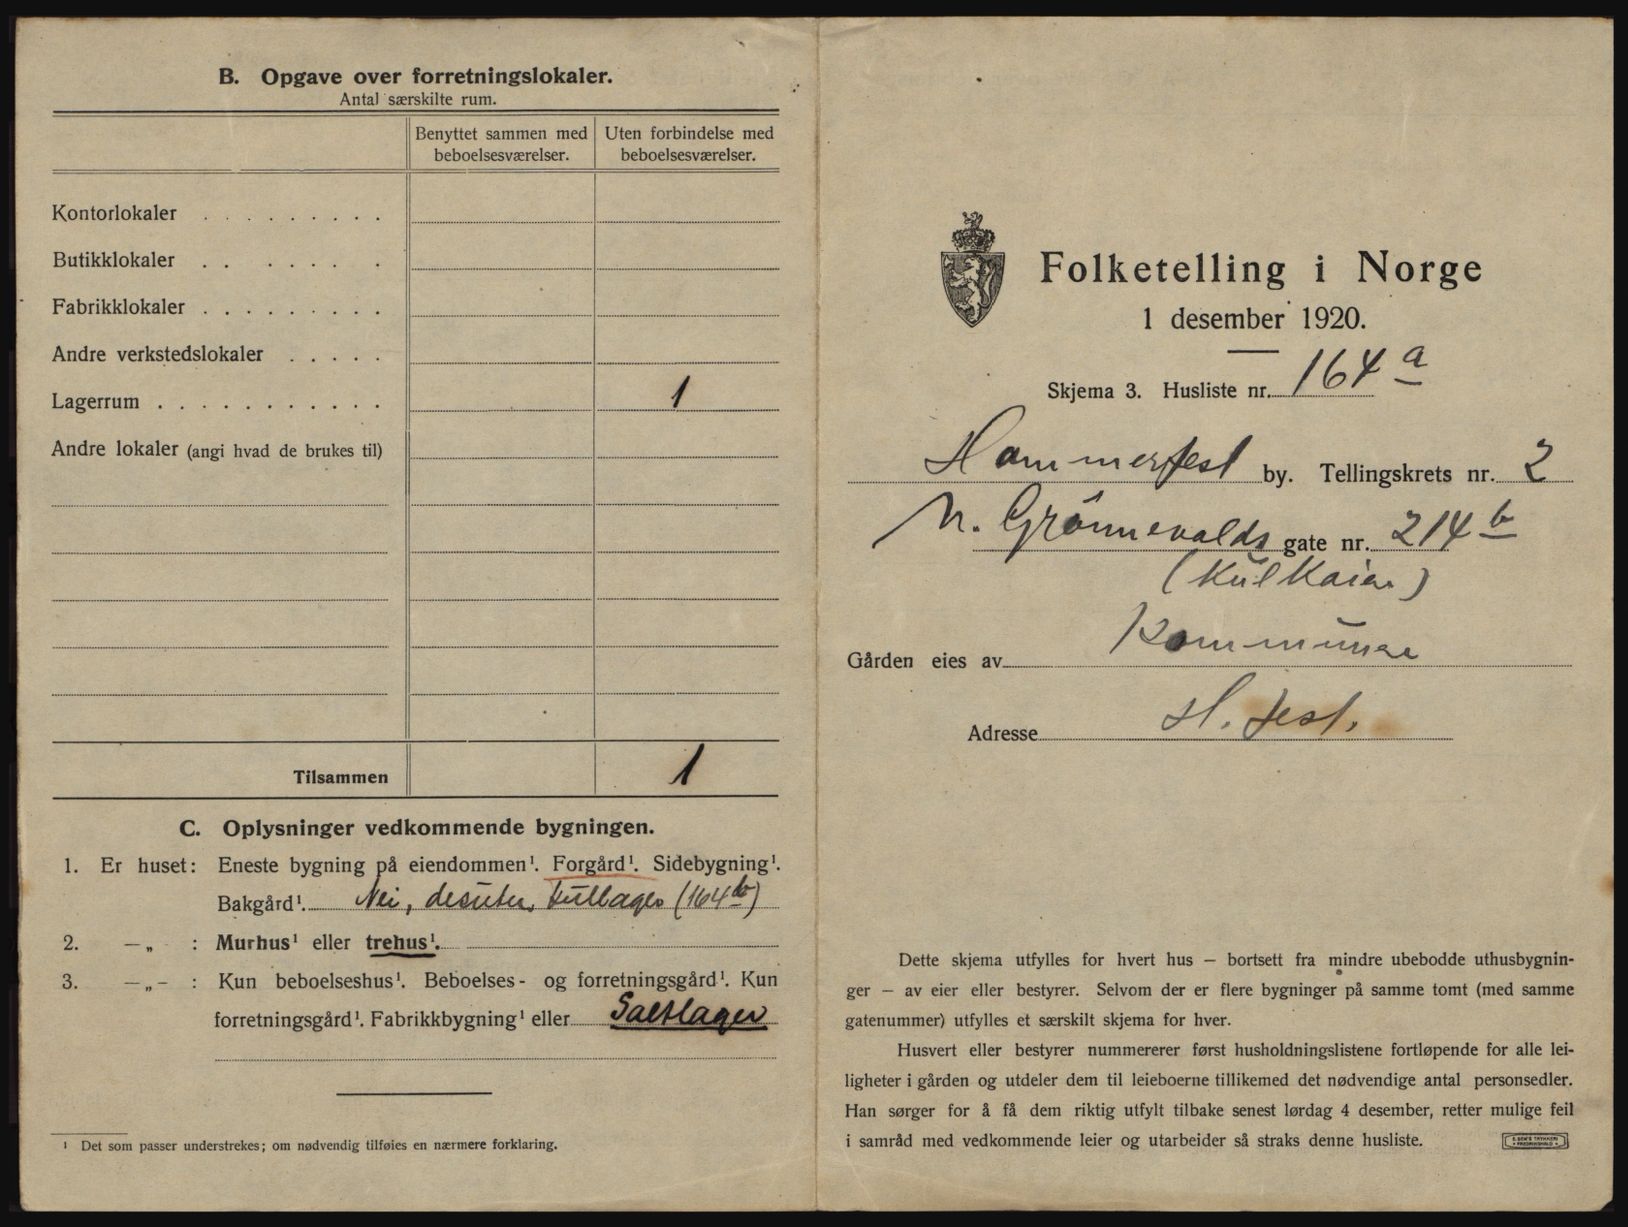 B. Opgave over forretningslokaler.
Antal særskilte rum.
Benyttet sammen med beboelsesværelser.
Uten forbindelse med beboelsesværelser.
Kontorlokaler . . . . . . . . .
Butikklokaler . . . . . . .
Fabrikklokaler . . . . . . . . .
Andre verkstedslokaler . . . . .
Lagerrum . . . . . . . . . . . 1
Andre lokaler (angi hvad de brukes til)
Tilsammen 1
C. Oplysninger vedkommende bygningen.
1. Er huset: Eneste bygning på eiendommen¹. Forgård¹. Sidebygning¹.
Bakgård¹. Nei, desuten kullager (164b)
2. —„— : Murhus¹ eller trehus¹.
3. —„— : Kun beboelseshus¹. Beboelses- og forretningsgård¹. Kun
forretningsgård¹. Fabrikkbygning¹ eller Saltlager
¹ Det som passer understrekes; om nødvendig tilføies en nærmere forklaring.
Folketelling i Norge
1 desember 1920.
Skjema 3. Husliste nr. 164 a
Hammerfest by. Tellingskrets nr. 2
N. Grönnevolds gate nr. 214 b
(Kulkaien)
Gården eies av Kommunen
Adresse H.fest.
Dette skjema utfylles for hvert hus — bortsett fra mindre ubebodde uthusbygnin-
ger — av eier eller bestyrer. Selvom der er flere bygninger på samme tomt (med samme
gatenummer) utfylles et særskilt skjema for hver.
Husvert eller bestyrer nummererer først husholdningslistene fortløpende for alle lei-
ligheter i gården og utdeler dem til leieboerne tillikemed det nødvendige antal personsedler.
Han sørger for å få dem riktig utfylt tilbake senest lørdag 4 desember, retter mulige feil
i samråd med vedkommende leier og utarbeider så straks denne husliste.